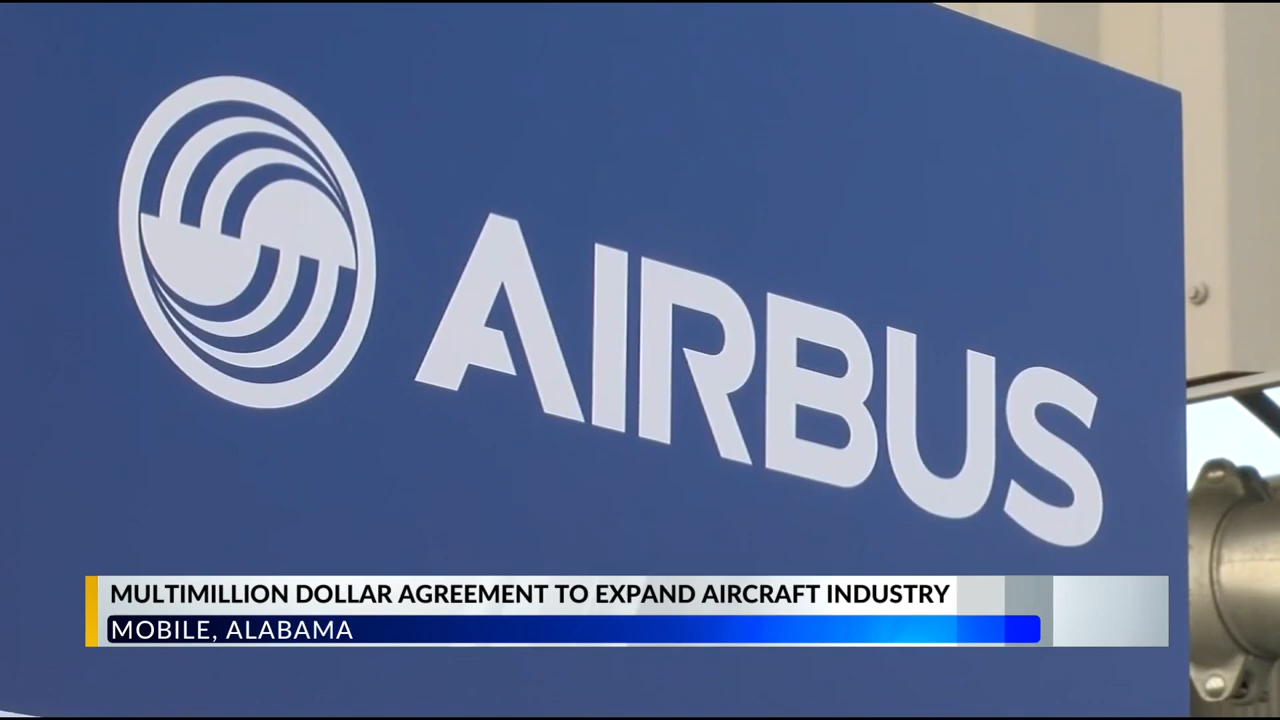 AIRBUS
MULTIMILLION DOLLAR AGREEMENT TO EXPAND AIRCRAFT INDUSTRY
MOBILE, ALABAMA